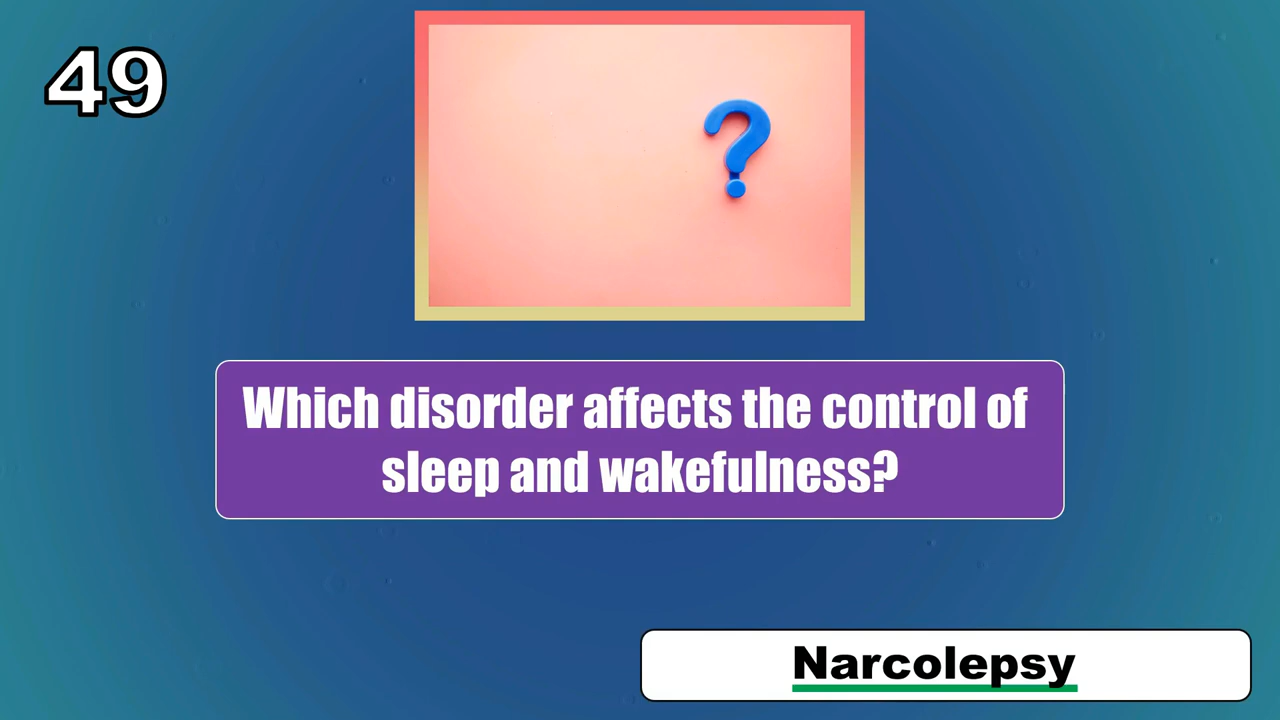 49
?
Which disorder affects the control of
sleep and wakefulness?
Narcolepsy